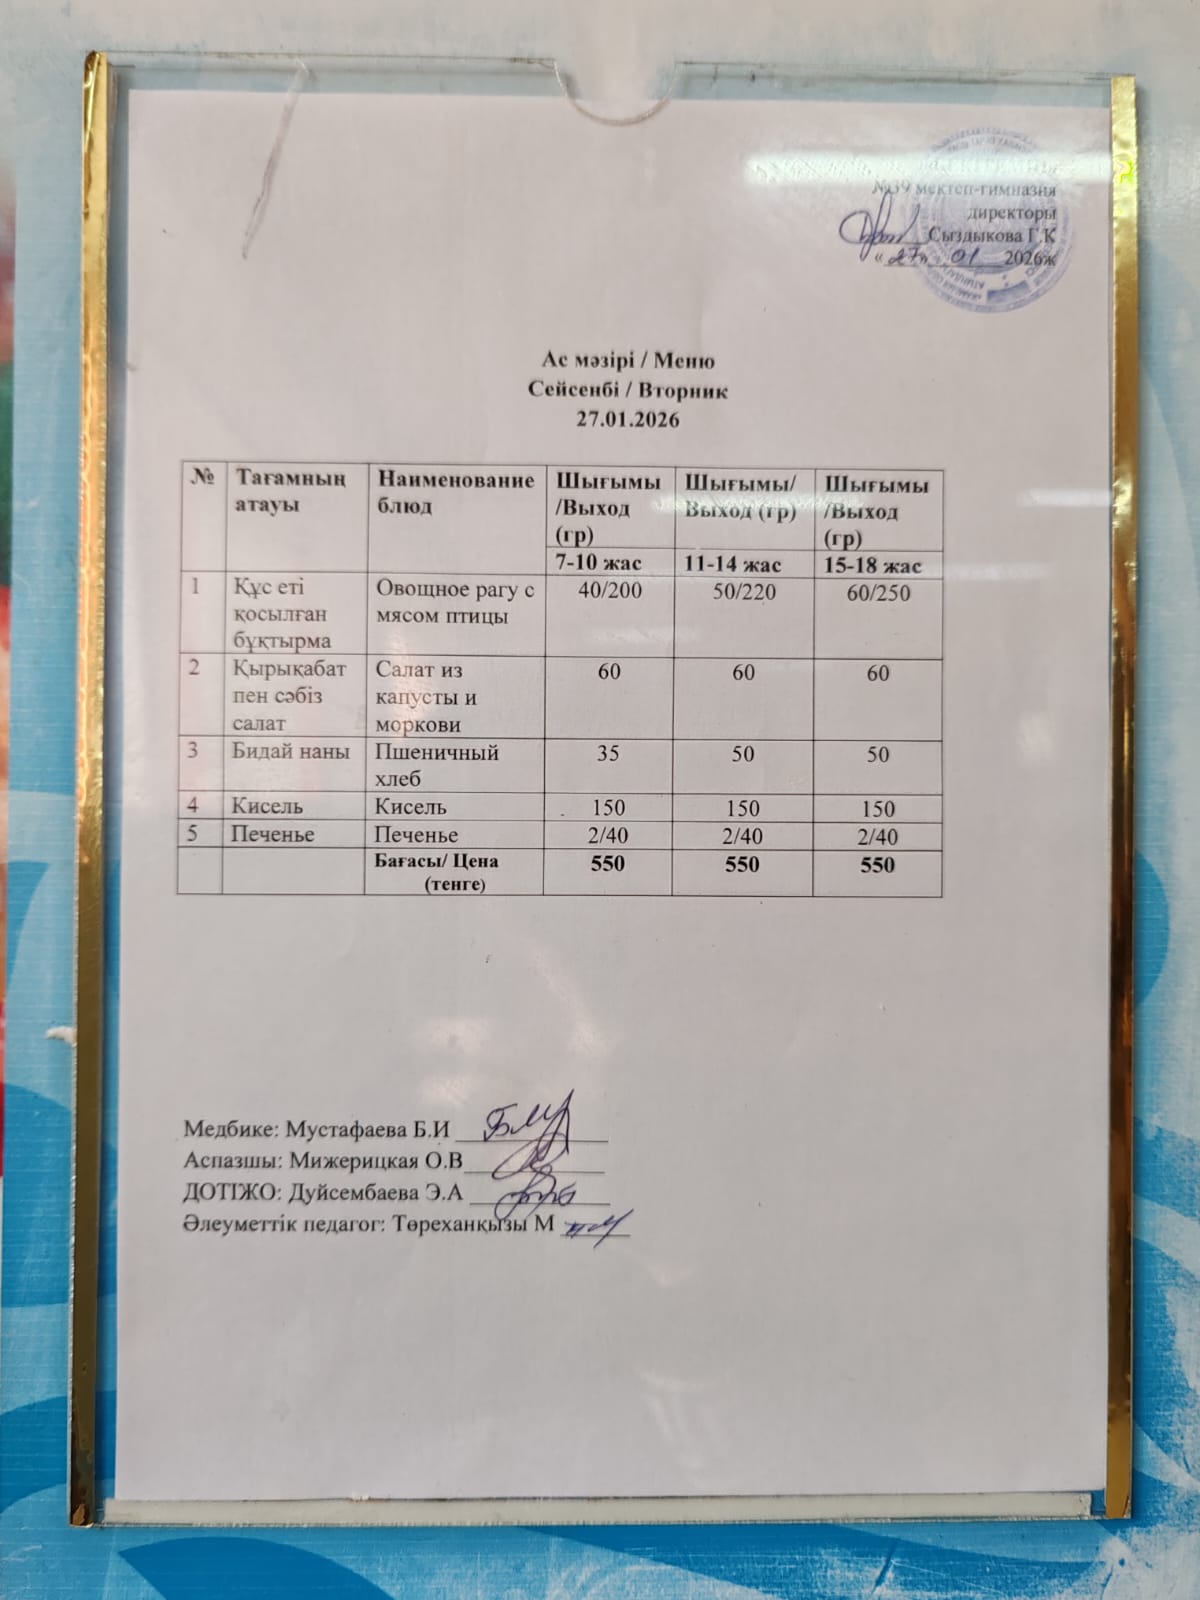 №39 мектеп-гимназия
директоры
Сыздыкова Г.Қ
«27» 01 2026ж
Ас мәзірі / Меню
Сейсенбі / Вторник
27.01.2026
№ Тағамның атауы Наименование блюд Шығымы /Выход (гр) Шығымы/ Выход (гр) Шығымы /Выход (гр)
7-10 жас 11-14 жас 15-18 жас
1 Құс еті қосылған бұқтырма Овощное рагу с мясом птицы 40/200 50/220 60/250
2 Қырықабат пен сәбіз салат Салат из капусты и моркови 60 60 60
3 Бидай наны Пшеничный хлеб 35 50 50
4 Кисель Кисель 150 150 150
5 Печенье Печенье 2/40 2/40 2/40
Бағасы/ Цена (тенге) 550 550 550
Медбике: Мустафаева Б.И
Аспазшы: Мижерицкая О.В
ДОТІЖО: Дуйсембаева Э.А
Әлеуметтік педагог: Төреханқызы М